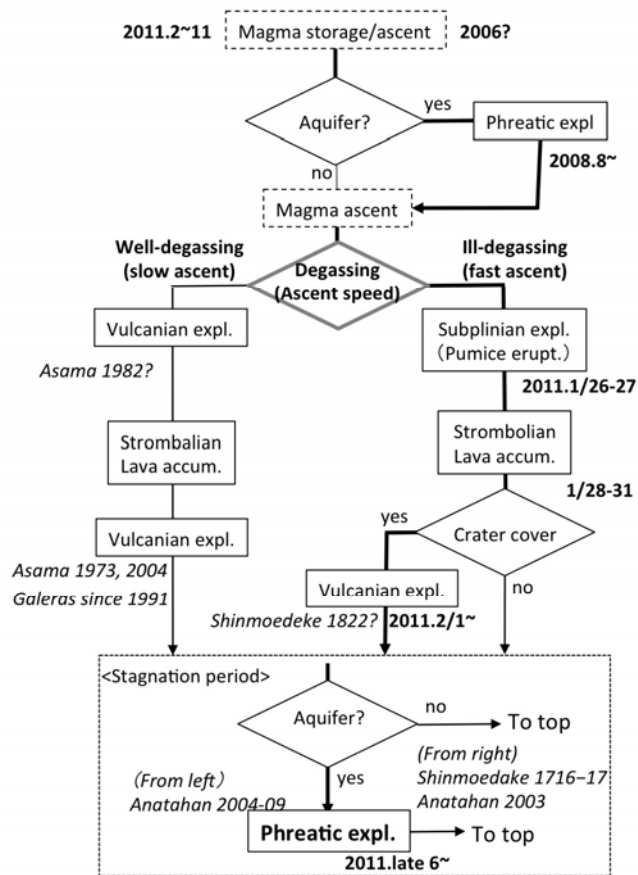 2011.2~11
Magma storage/ascent
2006?
Aquifer?
yes
Phreatic expl
2008.8~
no
Magma ascent
Well-degassing
(slow ascent)
Degassing
(Ascent speed)
Ill-degassing
(fast ascent)
Vulcanian expl.
Asama 1982?
Subplinian expl.
(Pumice erupt.)
2011.1/26-27
Strombalian
Lava accum.
Strombolian
Lava accum.
1/28-31
Vulcanian expl.
Asama 1973, 2004
Galeras since 1991
yes
Crater cover
no
Vulcanian expl.
Shinmoedeke 1822?
2011.2/1~
<Stagnation period>
Aquifer?
no
To top
(From left)
Anatahan 2004-09
yes
(From right)
Shinmoedake 1716–17
Anatahan 2003
Phreatic expl.
To top
2011.late 6~